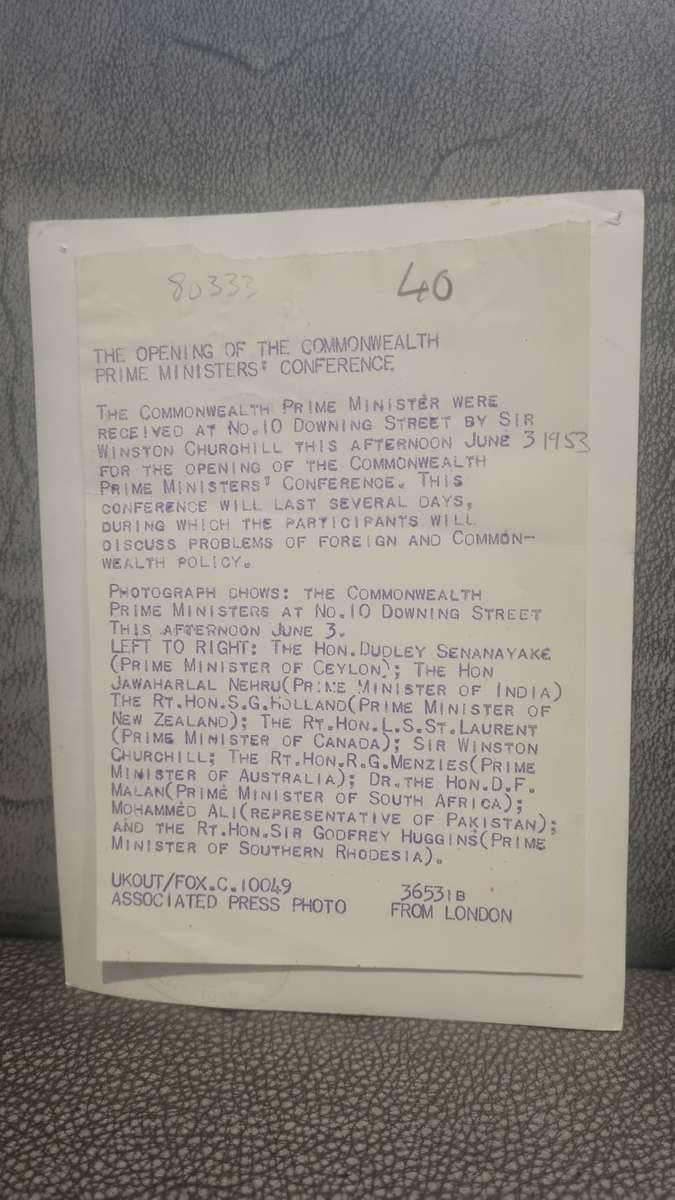 80333 40
THE OPENING OF THE COMMONWEALTH
PRIME MINISTERS' CONFERENCE
THE COMMONWEALTH PRIME MINISTER WERE
RECEIVED AT NO.10 DOWNING STREET BY SIR
WINSTON CHURCHILL THIS AFTERNOON JUNE 3 1953
FOR THE OPENING OF THE COMMONWEALTH
PRIME MINISTERS' CONFERENCE. THIS
CONFERENCE WILL LAST SEVERAL DAYS,
DURING WHICH THE PARTICIPANTS WILL
DISCUSS PROBLEMS OF FOREIGN AND COMMON-
WEALTH POLICY.
PHOTOGRAPH CHOWS: THE COMMONWEALTH
PRIME MINISTERS AT NO.10 DOWNING STREET
THIS AFTERNOON JUNE 3.
LEFT TO RIGHT: THE HON.DUDLEY SENANAYAKE
(PRIME MINISTER OF CEYLON); THE HON
JAWAHARLAL NEHRU(PRIME MINISTER OF INDIA)
THE RT.HON.S.G.HOLLAND(PRIME MINISTER OF
NEW ZEALAND); THE RT.HON.L.S.ST.LAURENT
(PRIME MINISTER OF CANADA); SIR WINSTON
CHURCHILL; THE RT.HON.R.G.MENZIES(PRIME
MINISTER OF AUSTRALIA); DR.THE HON.D.F.
MALAN(PRIME MINISTER OF SOUTH AFRICA);
MOHAMMED ALI(REPRESENTATIVE OF PAKISTAN);
AND THE RT.HON.SIR GODFREY HUGGINS(PRIME
MINISTER OF SOUTHERN RHODESIA).
UKOUT/FOX.C.10049 36531B
ASSOCIATED PRESS PHOTO FROM LONDON